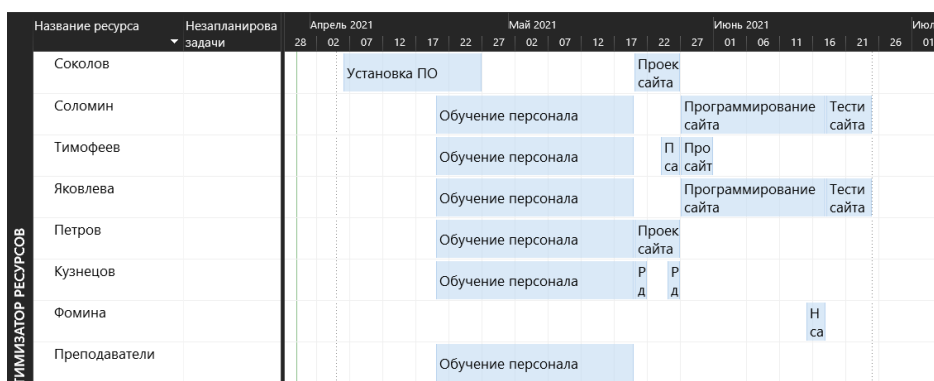 Название ресурса Незапланирова Апрель 2021 Май 2021 Июнь 2021 Июл
задачи 28 02 07 12 17 22 27 02 07 12 17 22 27 01 06 11 16 21 26 01
Соколов Установка ПО Проек
сайта
Соломин Обучение персонала Программирование Тести
сайта сайта
Тимофеев Обучение персонала П Про
са сайт
Яковлева Обучение персонала Программирование Тести
сайта сайта
Петров Обучение персонала Проек
сайта
Кузнецов Обучение персонала Р Р
д д
Фомина Н
са
Преподаватели Обучение персонала
ТИМИЗАТОР РЕСУРСОВ